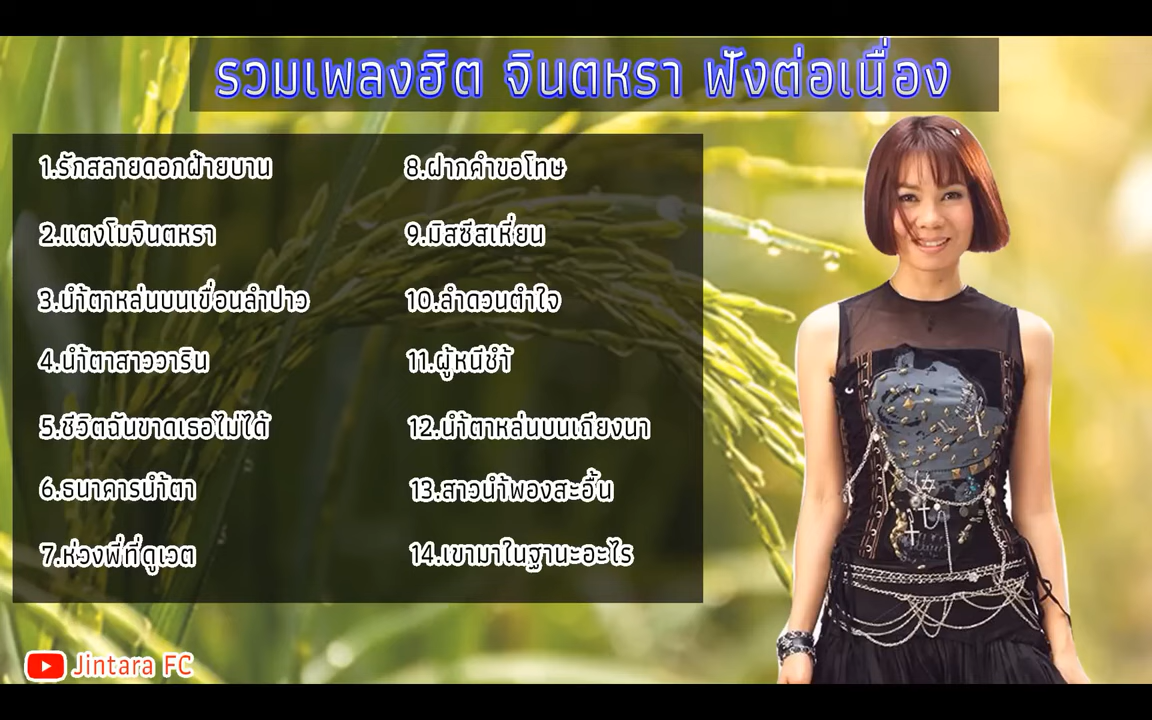 รวมเพลงฮิต จินตหรา ฟังต่อเนื่อง
1.รักสลายดอกฝ้ายบาน
2.แตงโมจินตหรา
3.น้ำตาหล่นบนเขื่อนลำปาว
4.น้ำตาสาววาริน
5.ชีวิตฉันขาดเธอไม่ได้
6.ธนาคารน้ำตา
7.ห่วงพี่ที่ดูเวต
8.ฝากคำขอโทษ
9.มิสซีสเหี่ยน
10.ลำดวนตำใจ
11.ผู้หนีช้ำ
12.น้ำตาหล่นบนเถียงนา
13.สาวน้ำพองสะอื้น
14.เขามาในฐานะอะไร
Jintara FC